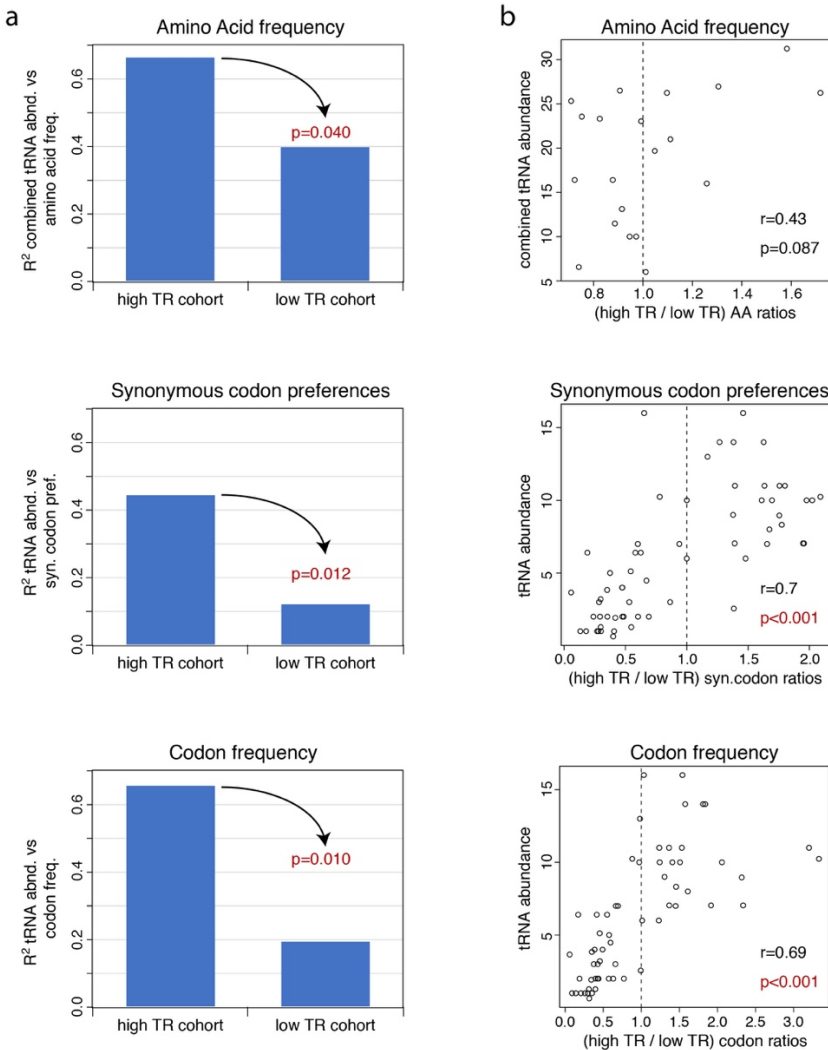 a
Amino Acid frequency
R² combined tRNA abnd. vs
amino acid freq.
0.0
0.2
0.4
0.6
p=0.040
high TR cohort
low TR cohort
Synonymous codon preferences
R² tRNA abnd. vs
syn. codon pref.
0.0
0.2
0.4
0.6
p=0.012
high TR cohort
low TR cohort
Codon frequency
R² tRNA abnd. vs
codon freq.
0.0
0.2
0.4
0.6
p=0.010
high TR cohort
low TR cohort
b
Amino Acid frequency
combined tRNA abundance
5
10
15
20
25
30
r=0.43
p=0.087
0.8
1.0
1.2
1.4
1.6
(high TR / low TR) AA ratios
Synonymous codon preferences
tRNA abundance
5
10
15
r=0.7
p<0.001
0.0
0.5
1.0
1.5
2.0
(high TR / low TR) syn.codon ratios
Codon frequency
tRNA abundance
5
10
15
r=0.69
p<0.001
0.0
0.5
1.0
1.5
2.0
2.5
3.0
(high TR / low TR) codon ratios